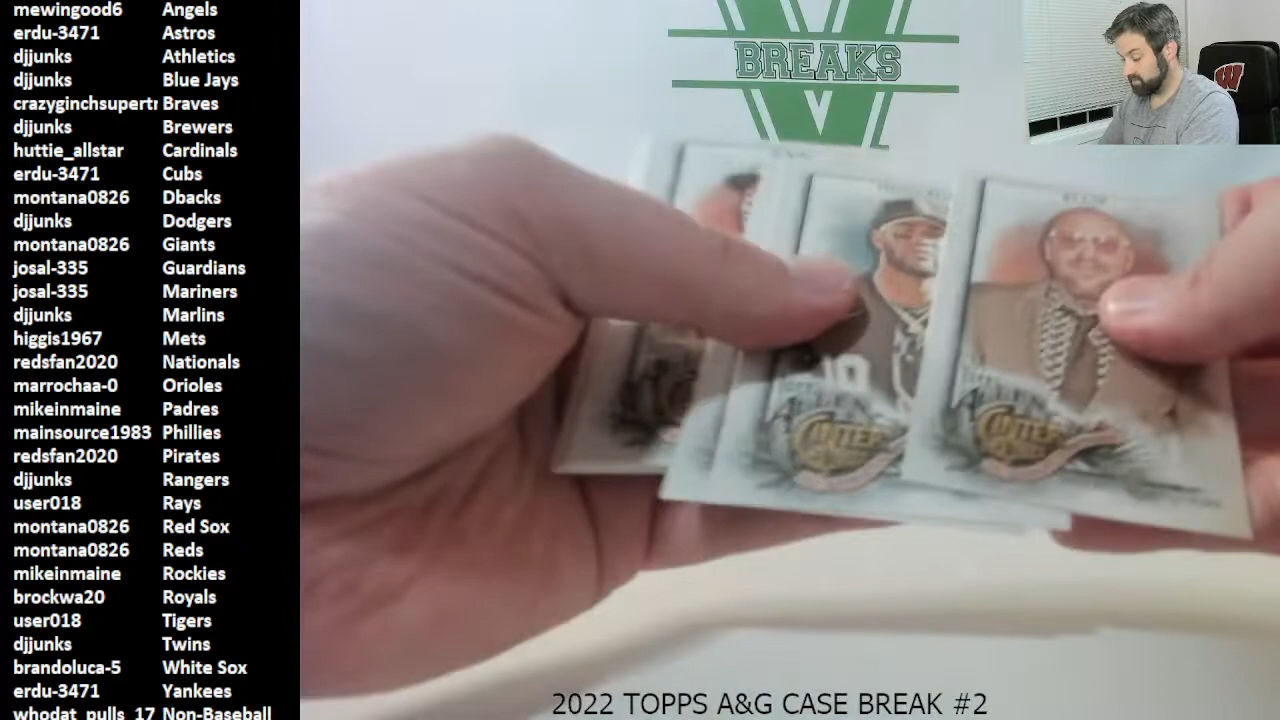 mewingood6 Angels
erdu-3471 Astros
djjunks Athletics
djjunks Blue Jays
crazyginchsupertr Braves
djjunks Brewers
huttie_allstar Cardinals
erdu-3471 Cubs
montana0826 Dbacks
djjunks Dodgers
montana0826 Giants
josal-335 Guardians
josal-335 Mariners
djjunks Marlins
higgis1967 Mets
redsfan2020 Nationals
marrochaa-0 Orioles
mikeinmaine Padres
mainsource1983 Phillies
redsfan2020 Pirates
djjunks Rangers
user018 Rays
montana0826 Red Sox
montana0826 Reds
mikeinmaine Rockies
brockwa20 Royals
user018 Tigers
djjunks Twins
brandoluca-5 White Sox
erdu-3471 Yankees
whodat_pulls_17 Non-Baseball
V
BREAKS
W
2022 TOPPS A&G CASE BREAK #2